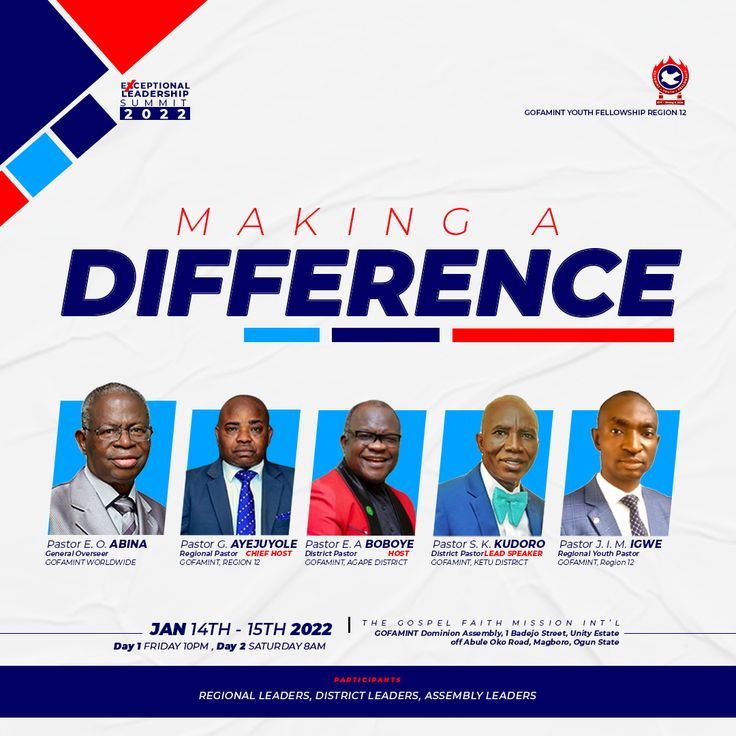 EXCEPTIONAL
LEADERSHIP
SUMMIT
2022
GOFAMINT YOUTH FELLOWSHIP REGION 12
MAKING A
DIFFERENCE
Pastor E. O. ABINA
General Overseer
GOFAMINT WORLDWIDE
Pastor G. AYEJUYOLE
Regional Pastor CHIEF HOST
GOFAMINT, REGION 12
Pastor E. A BOBOYE
District Pastor HOST
GOFAMINT, AGAPE DISTRICT
Pastor S. K. KUDORO
District Pastor LEAD SPEAKER
GOFAMINT, KETU DISTRICT
Pastor J. I. M. IGWE
Regional Youth Pastor
GOFAMINT, Region 12
JAN 14TH - 15TH 2022
Day 1 FRIDAY 10PM , Day 2 SATURDAY 8AM
THE GOSPEL FAITH MISSION INT'L
GOFAMINT Dominion Assembly, 1 Badejo Street, Unity Estate
off Abule Oko Road, Magboro, Ogun State
PARTICIPANTS
REGIONAL LEADERS, DISTRICT LEADERS, ASSEMBLY LEADERS